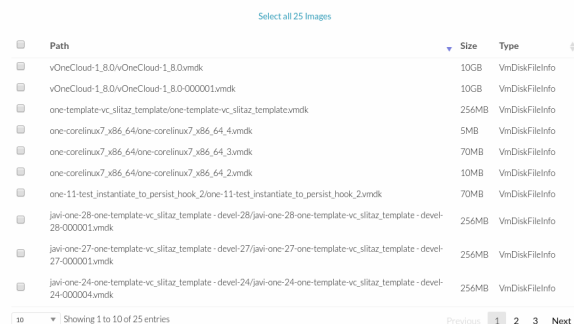 Select all 25 Images
Path Size Type
vOneCloud-1_8.0/vOneCloud-1_8.0.vmdk 10GB VmDiskFileInfo
vOneCloud-1_8.0/vOneCloud-1_8.0-000001.vmdk 10GB VmDiskFileInfo
one-template-vc_slitaz_template/one-template-vc_slitaz_template.vmdk 256MB VmDiskFileInfo
one-corelinux7_x86_64/one-corelinux7_x86_64_4.vmdk 5MB VmDiskFileInfo
one-corelinux7_x86_64/one-corelinux7_x86_64_3.vmdk 70MB VmDiskFileInfo
one-corelinux7_x86_64/one-corelinux7_x86_64_2.vmdk 10MB VmDiskFileInfo
one-11-test_instantiate_to_persist_hook_2/one-11-test_instantiate_to_persist_hook_2.vmdk 70MB VmDiskFileInfo
javi-one-28-one-template-vc_slitaz_template - devel-28/javi-one-28-one-template-vc_slitaz_template - devel-
28-000001.vmdk 256MB VmDiskFileInfo
javi-one-27-one-template-vc_slitaz_template - devel-27/javi-one-27-one-template-vc_slitaz_template - devel-
27-000001.vmdk 256MB VmDiskFileInfo
javi-one-24-one-template-vc_slitaz_template - devel-24/javi-one-24-one-template-vc_slitaz_template - devel-
24-000004.vmdk 256MB VmDiskFileInfo
10 Showing 1 to 10 of 25 entries Previous 1 2 3 Next